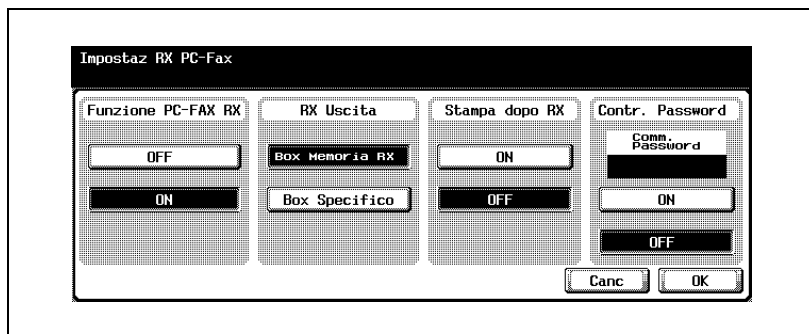 Impostaz RX PC-Fax
Funzione PC-FAX RX
OFF
ON
RX Uscita
Box Memoria RX
Box Specifico
Stampa dopo RX
ON
OFF
Contr. Password
Comm.
Password
ON
OFF
Canc
OK